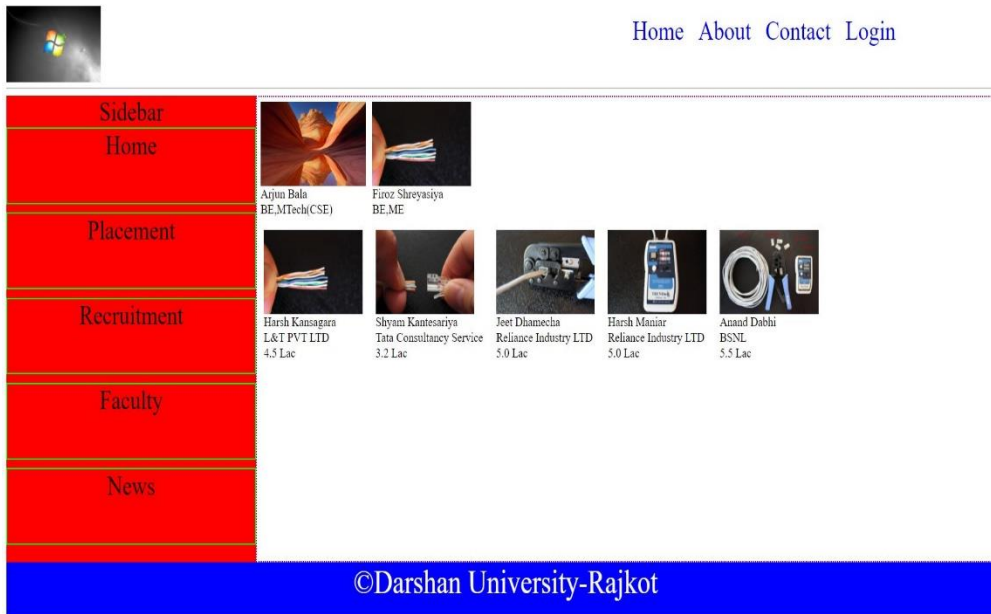 Home About Contact Login
Sidebar
Home
Placement
Recruitment
Faculty
News
Arjun Bala
BE,MTech(CSE)
Firoz Shreyasiya
BE,ME
Harsh Kansagara
L&T PVT LTD
4.5 Lac
Shyam Kantesariya
Tata Consultancy Service
3.2 Lac
Jeet Dhamecha
Reliance Industry LTD
5.0 Lac
Harsh Maniar
Reliance Industry LTD
5.0 Lac
Anand Dabhi
BSNL
5.5 Lac
©Darshan University-Rajkot